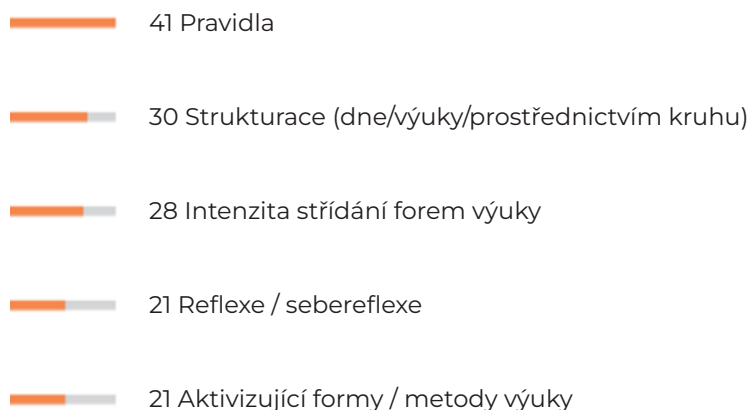 41 Pravidla
30 Strukturace (dne/výuky/prostřednictvím kruhu)
28 Intenzita střídání forem výuky
21 Reflexe / sebereflexe
21 Aktivizující formy / metody výuky